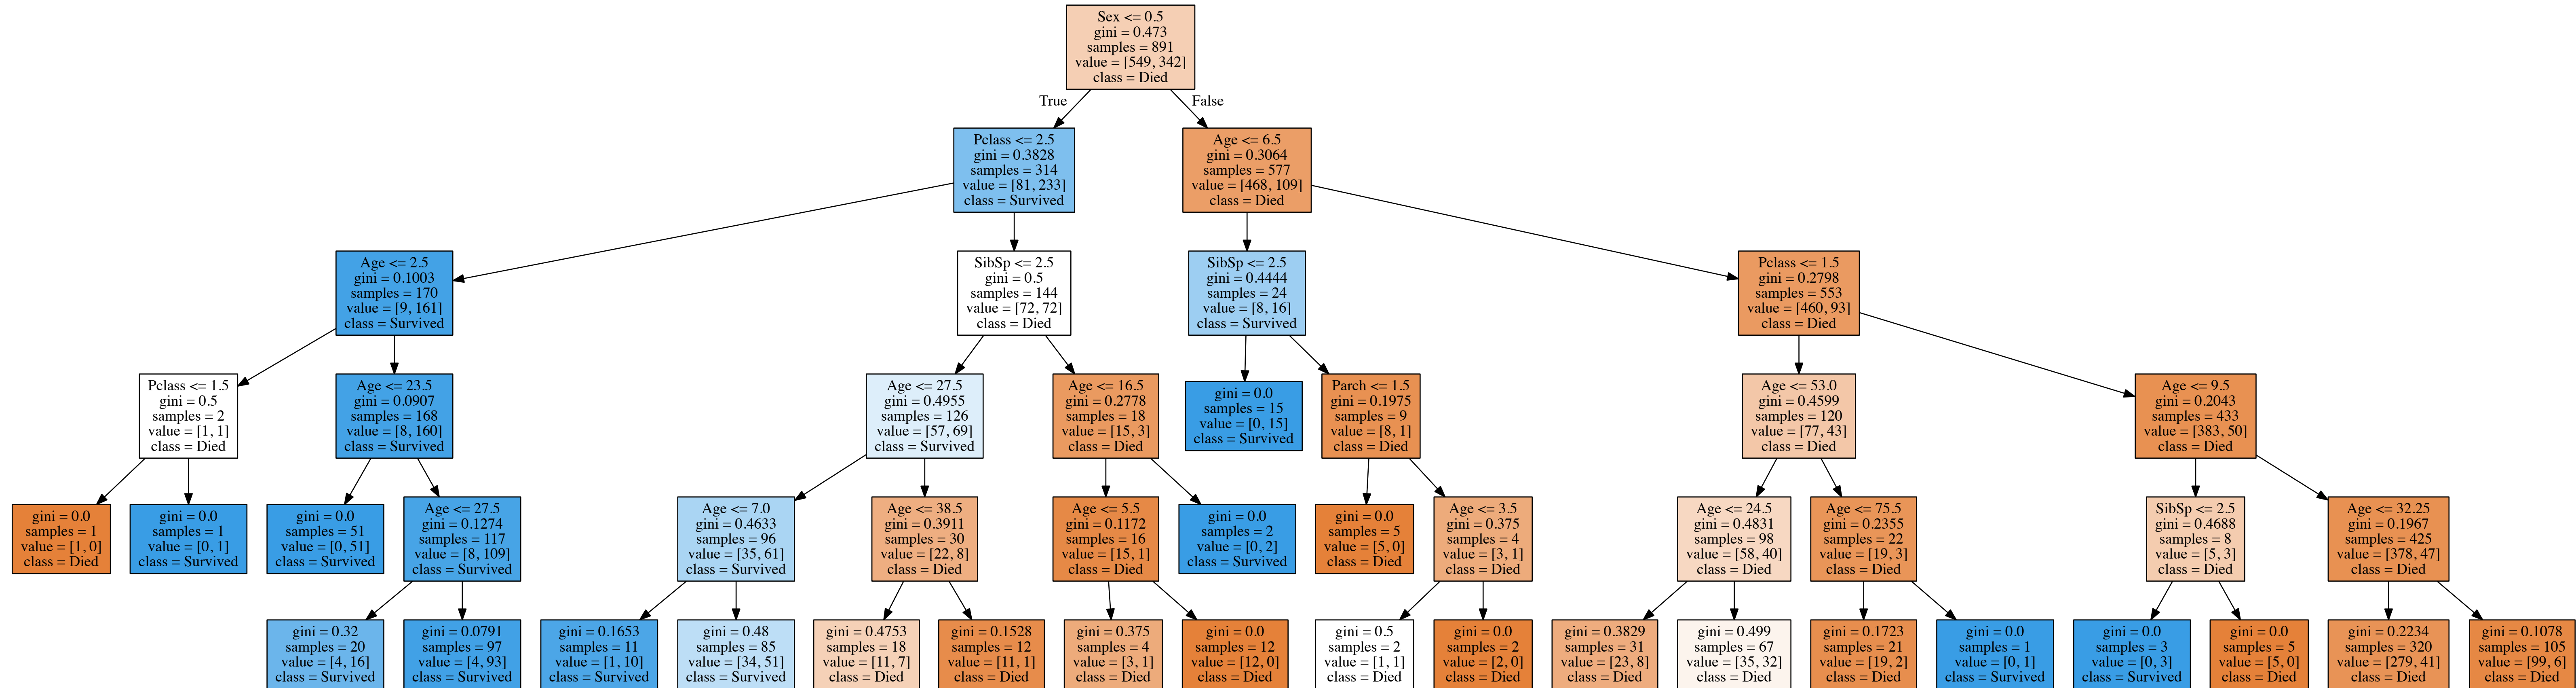 Sex <= 0.5
gini = 0.473
samples = 891
value = [549, 342]
class = Died
True
False
Pclass <= 2.5
gini = 0.3828
samples = 314
value = [81, 233]
class = Survived
Age <= 6.5
gini = 0.3064
samples = 577
value = [468, 109]
class = Died
Age <= 2.5
gini = 0.1003
samples = 170
value = [9, 161]
class = Survived
SibSp <= 2.5
gini = 0.5
samples = 144
value = [72, 72]
class = Died
SibSp <= 2.5
gini = 0.4444
samples = 24
value = [8, 16]
class = Survived
Pclass <= 1.5
gini = 0.2798
samples = 553
value = [460, 93]
class = Died
Pclass <= 1.5
gini = 0.5
samples = 2
value = [1, 1]
class = Died
Age <= 23.5
gini = 0.0907
samples = 168
value = [8, 160]
class = Survived
Age <= 27.5
gini = 0.4955
samples = 126
value = [57, 69]
class = Survived
Age <= 16.5
gini = 0.2778
samples = 18
value = [15, 3]
class = Died
gini = 0.0
samples = 15
value = [0, 15]
class = Survived
Parch <= 1.5
gini = 0.1975
samples = 9
value = [8, 1]
class = Died
Age <= 53.0
gini = 0.4599
samples = 120
value = [77, 43]
class = Died
Age <= 9.5
gini = 0.2043
samples = 433
value = [383, 50]
class = Died
gini = 0.0
samples = 1
value = [1, 0]
class = Died
gini = 0.0
samples = 1
value = [0, 1]
class = Survived
gini = 0.0
samples = 51
value = [0, 51]
class = Survived
Age <= 27.5
gini = 0.1274
samples = 117
value = [8, 109]
class = Survived
Age <= 7.0
gini = 0.4633
samples = 96
value = [35, 61]
class = Survived
Age <= 38.5
gini = 0.3911
samples = 30
value = [22, 8]
class = Died
Age <= 5.5
gini = 0.1172
samples = 16
value = [15, 1]
class = Died
gini = 0.0
samples = 2
value = [0, 2]
class = Survived
gini = 0.0
samples = 5
value = [5, 0]
class = Died
Age <= 3.5
gini = 0.375
samples = 4
value = [3, 1]
class = Died
Age <= 24.5
gini = 0.4831
samples = 98
value = [58, 40]
class = Died
Age <= 75.5
gini = 0.2355
samples = 22
value = [19, 3]
class = Died
SibSp <= 2.5
gini = 0.4688
samples = 8
value = [5, 3]
class = Died
Age <= 32.25
gini = 0.1967
samples = 425
value = [378, 47]
class = Died
gini = 0.32
samples = 20
value = [4, 16]
class = Survived
gini = 0.0791
samples = 97
value = [4, 93]
class = Survived
gini = 0.1653
samples = 11
value = [1, 10]
class = Survived
gini = 0.48
samples = 85
value = [34, 51]
class = Survived
gini = 0.4753
samples = 18
value = [11, 7]
class = Died
gini = 0.1528
samples = 12
value = [11, 1]
class = Died
gini = 0.375
samples = 4
value = [3, 1]
class = Died
gini = 0.0
samples = 12
value = [12, 0]
class = Died
gini = 0.5
samples = 2
value = [1, 1]
class = Died
gini = 0.0
samples = 2
value = [2, 0]
class = Died
gini = 0.3829
samples = 31
value = [23, 8]
class = Died
gini = 0.499
samples = 67
value = [35, 32]
class = Died
gini = 0.1723
samples = 21
value = [19, 2]
class = Died
gini = 0.0
samples = 1
value = [0, 1]
class = Survived
gini = 0.0
samples = 3
value = [0, 3]
class = Survived
gini = 0.0
samples = 5
value = [5, 0]
class = Died
gini = 0.2234
samples = 320
value = [279, 41]
class = Died
gini = 0.1078
samples = 105
value = [99, 6]
class = Died